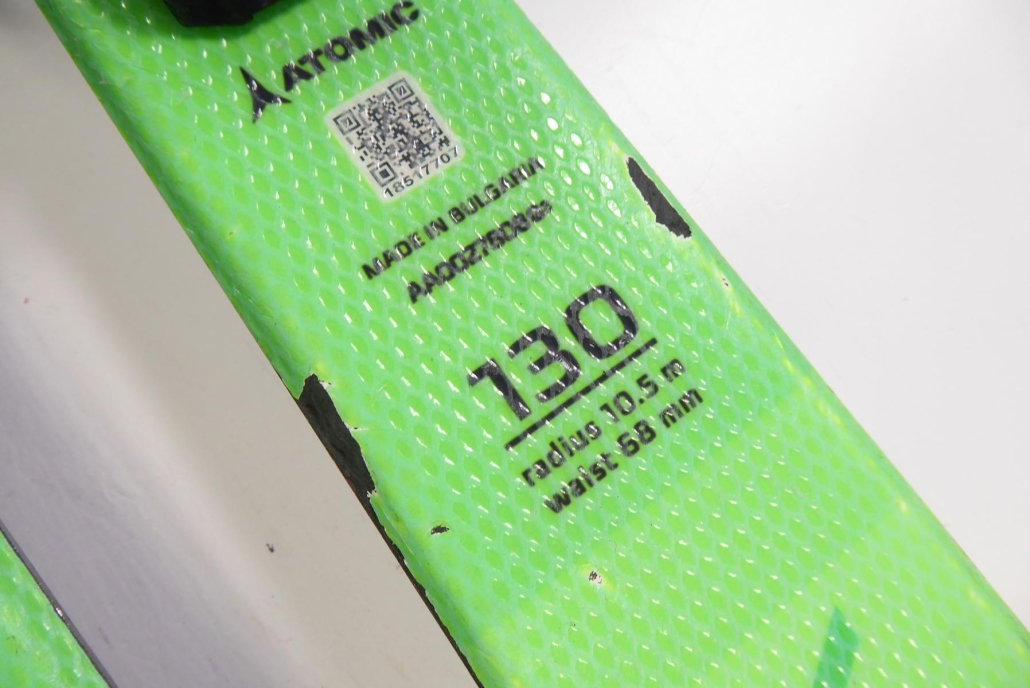 ATOMIC
18517707
MADE IN BULGARIA
130
radius 10.5 m
waist 68 mm